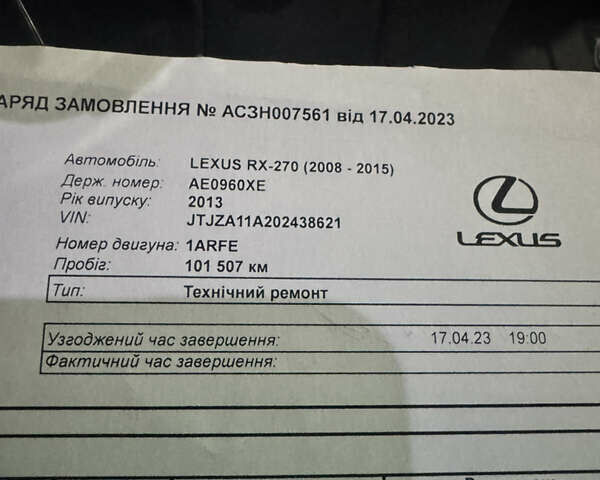 АРЯД ЗАМОВЛЕННЯ № АСЗН007561 від 17.04.2023
Автомобіль: LEXUS RX-270 (2008 - 2015)
Держ. номер: AE0960XE
Рік випуску: 2013
VIN: JTJZA11A202438621
Номер двигуна: 1ARFE
Пробіг: 101 507 км
LEXUS
Тип: Технічний ремонт
Узгоджений час завершення: 17.04.23 19:00
Фактичний час завершення: